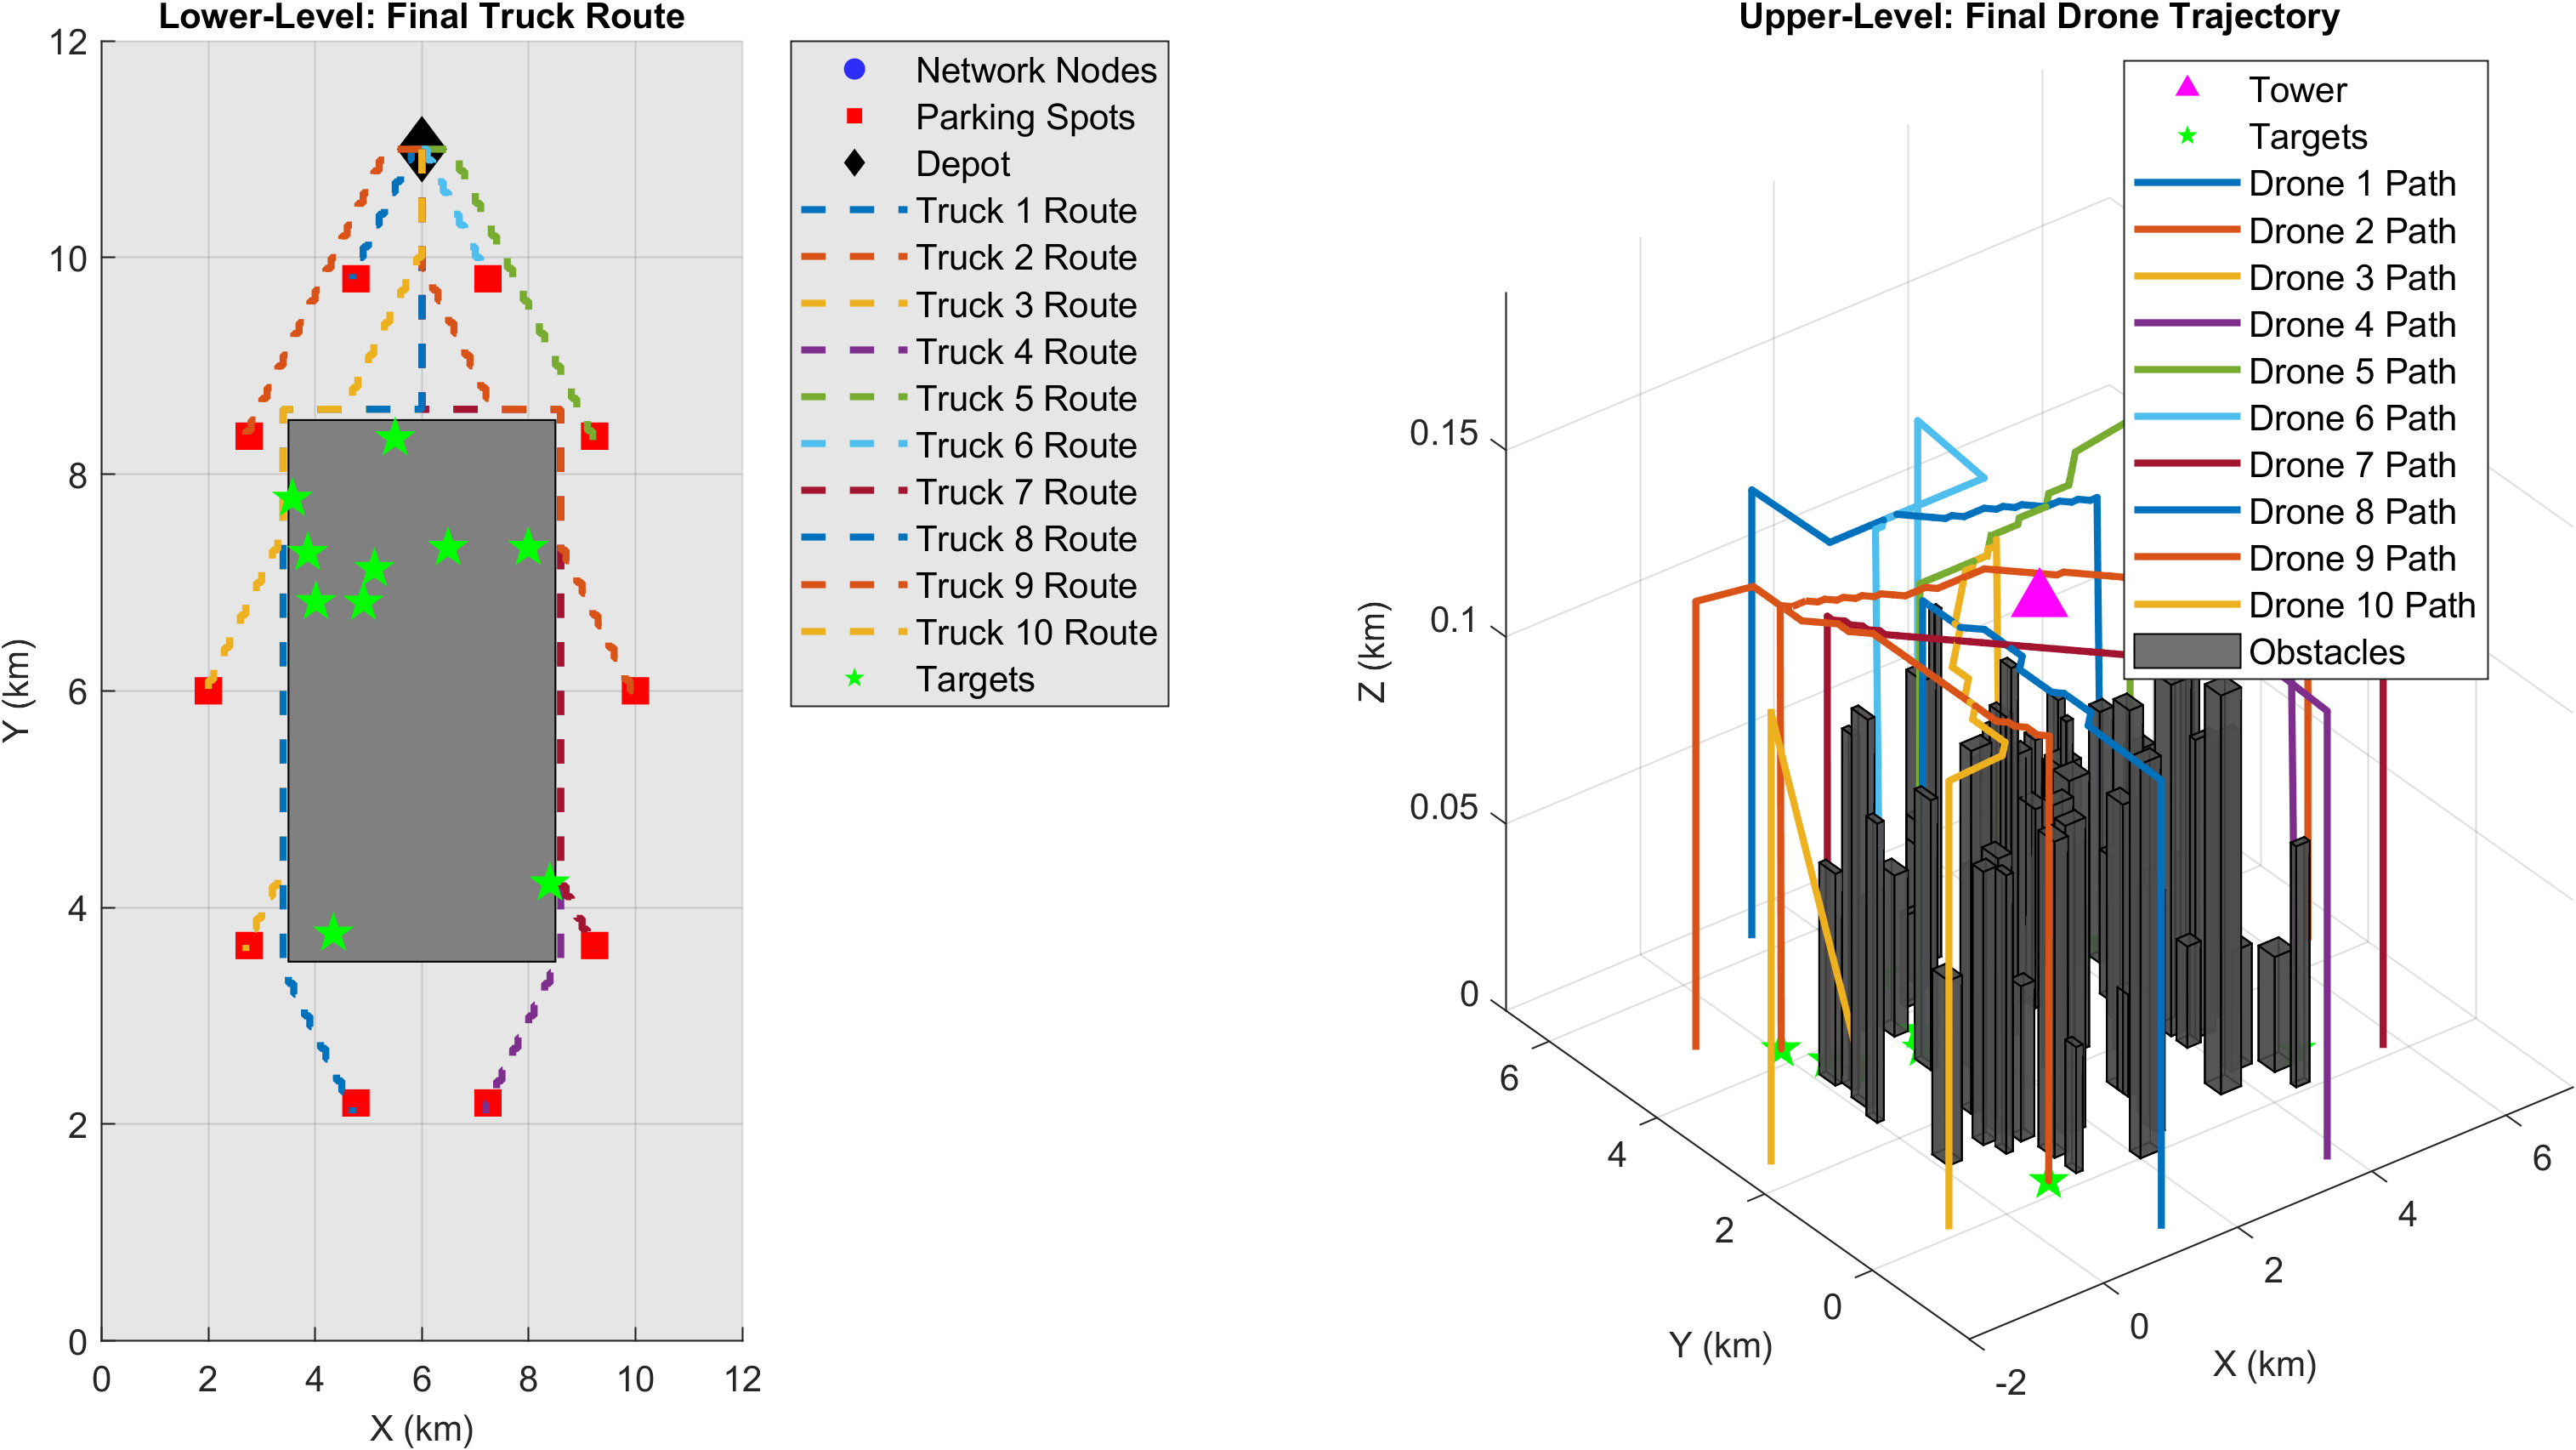 Lower-Level: Final Truck Route
12
10
8
6
4
2
0
0 2 4 6 8 10 12
X (km)
Y (km)
Network Nodes
Parking Spots
Depot
Truck 1 Route
Truck 2 Route
Truck 3 Route
Truck 4 Route
Truck 5 Route
Truck 6 Route
Truck 7 Route
Truck 8 Route
Truck 9 Route
Truck 10 Route
Targets
Upper-Level: Final Drone Trajectory
Tower
Targets
Drone 1 Path
Drone 2 Path
Drone 3 Path
Drone 4 Path
Drone 5 Path
Drone 6 Path
Drone 7 Path
Drone 8 Path
Drone 9 Path
Drone 10 Path
Obstacles
0.15
0.1
0.05
0
Z (km)
6
4
2
0
-2
Y (km)
0
2
4
6
X (km)